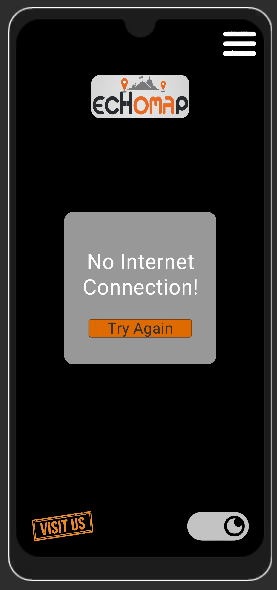 ECHOMAP
No Internet
Connection!
Try Again
VISIT US